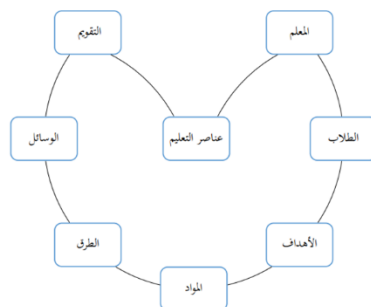 المعلم
التقويم
الطلاب
عناصر التعليم
الوسائل
الأهداف
الطرق
المواد